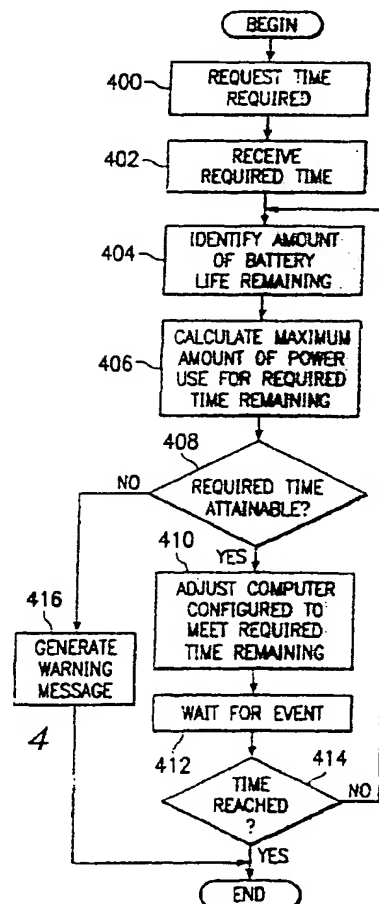 BEGIN
400
REQUEST TIME
REQUIRED
402
RECEIVE
REQUIRED TIME
404
IDENTIFY AMOUNT
OF BATTERY
LIFE REMAINING
406
CALCULATE MAXIMUM
AMOUNT OF POWER
USE FOR REQUIRED
TIME REMAINING
408
NO
REQUIRED TIME
ATTAINABLE?
410
YES
ADJUST COMPUTER
CONFIGURED TO
MEET REQUIRED
TIME REMAINING
416
GENERATE
WARNING
MESSAGE
4
WAIT FOR EVENT
412
414
TIME
REACHED
?
NO
YES
END